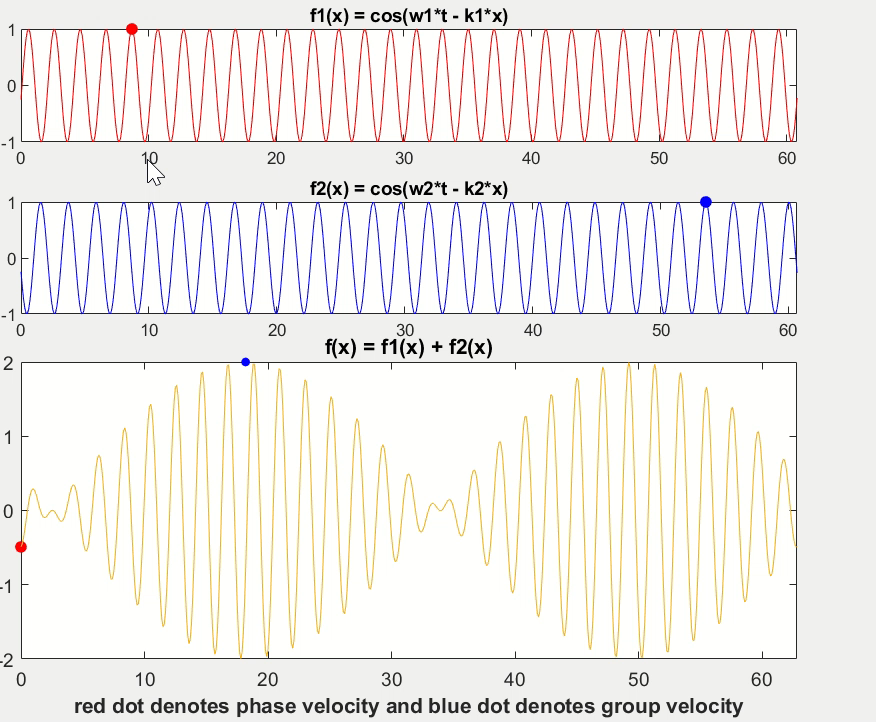 f1(x) = cos(w1*t - k1*x)
1
0
-1
0 10 20 30 40 50 60
f2(x) = cos(w2*t - k2*x)
1
0
-1
0 10 20 30 40 50 60
f(x) = f1(x) + f2(x)
2
1
0
-1
-2
0 10 20 30 40 50 60
red dot denotes phase velocity and blue dot denotes group velocity